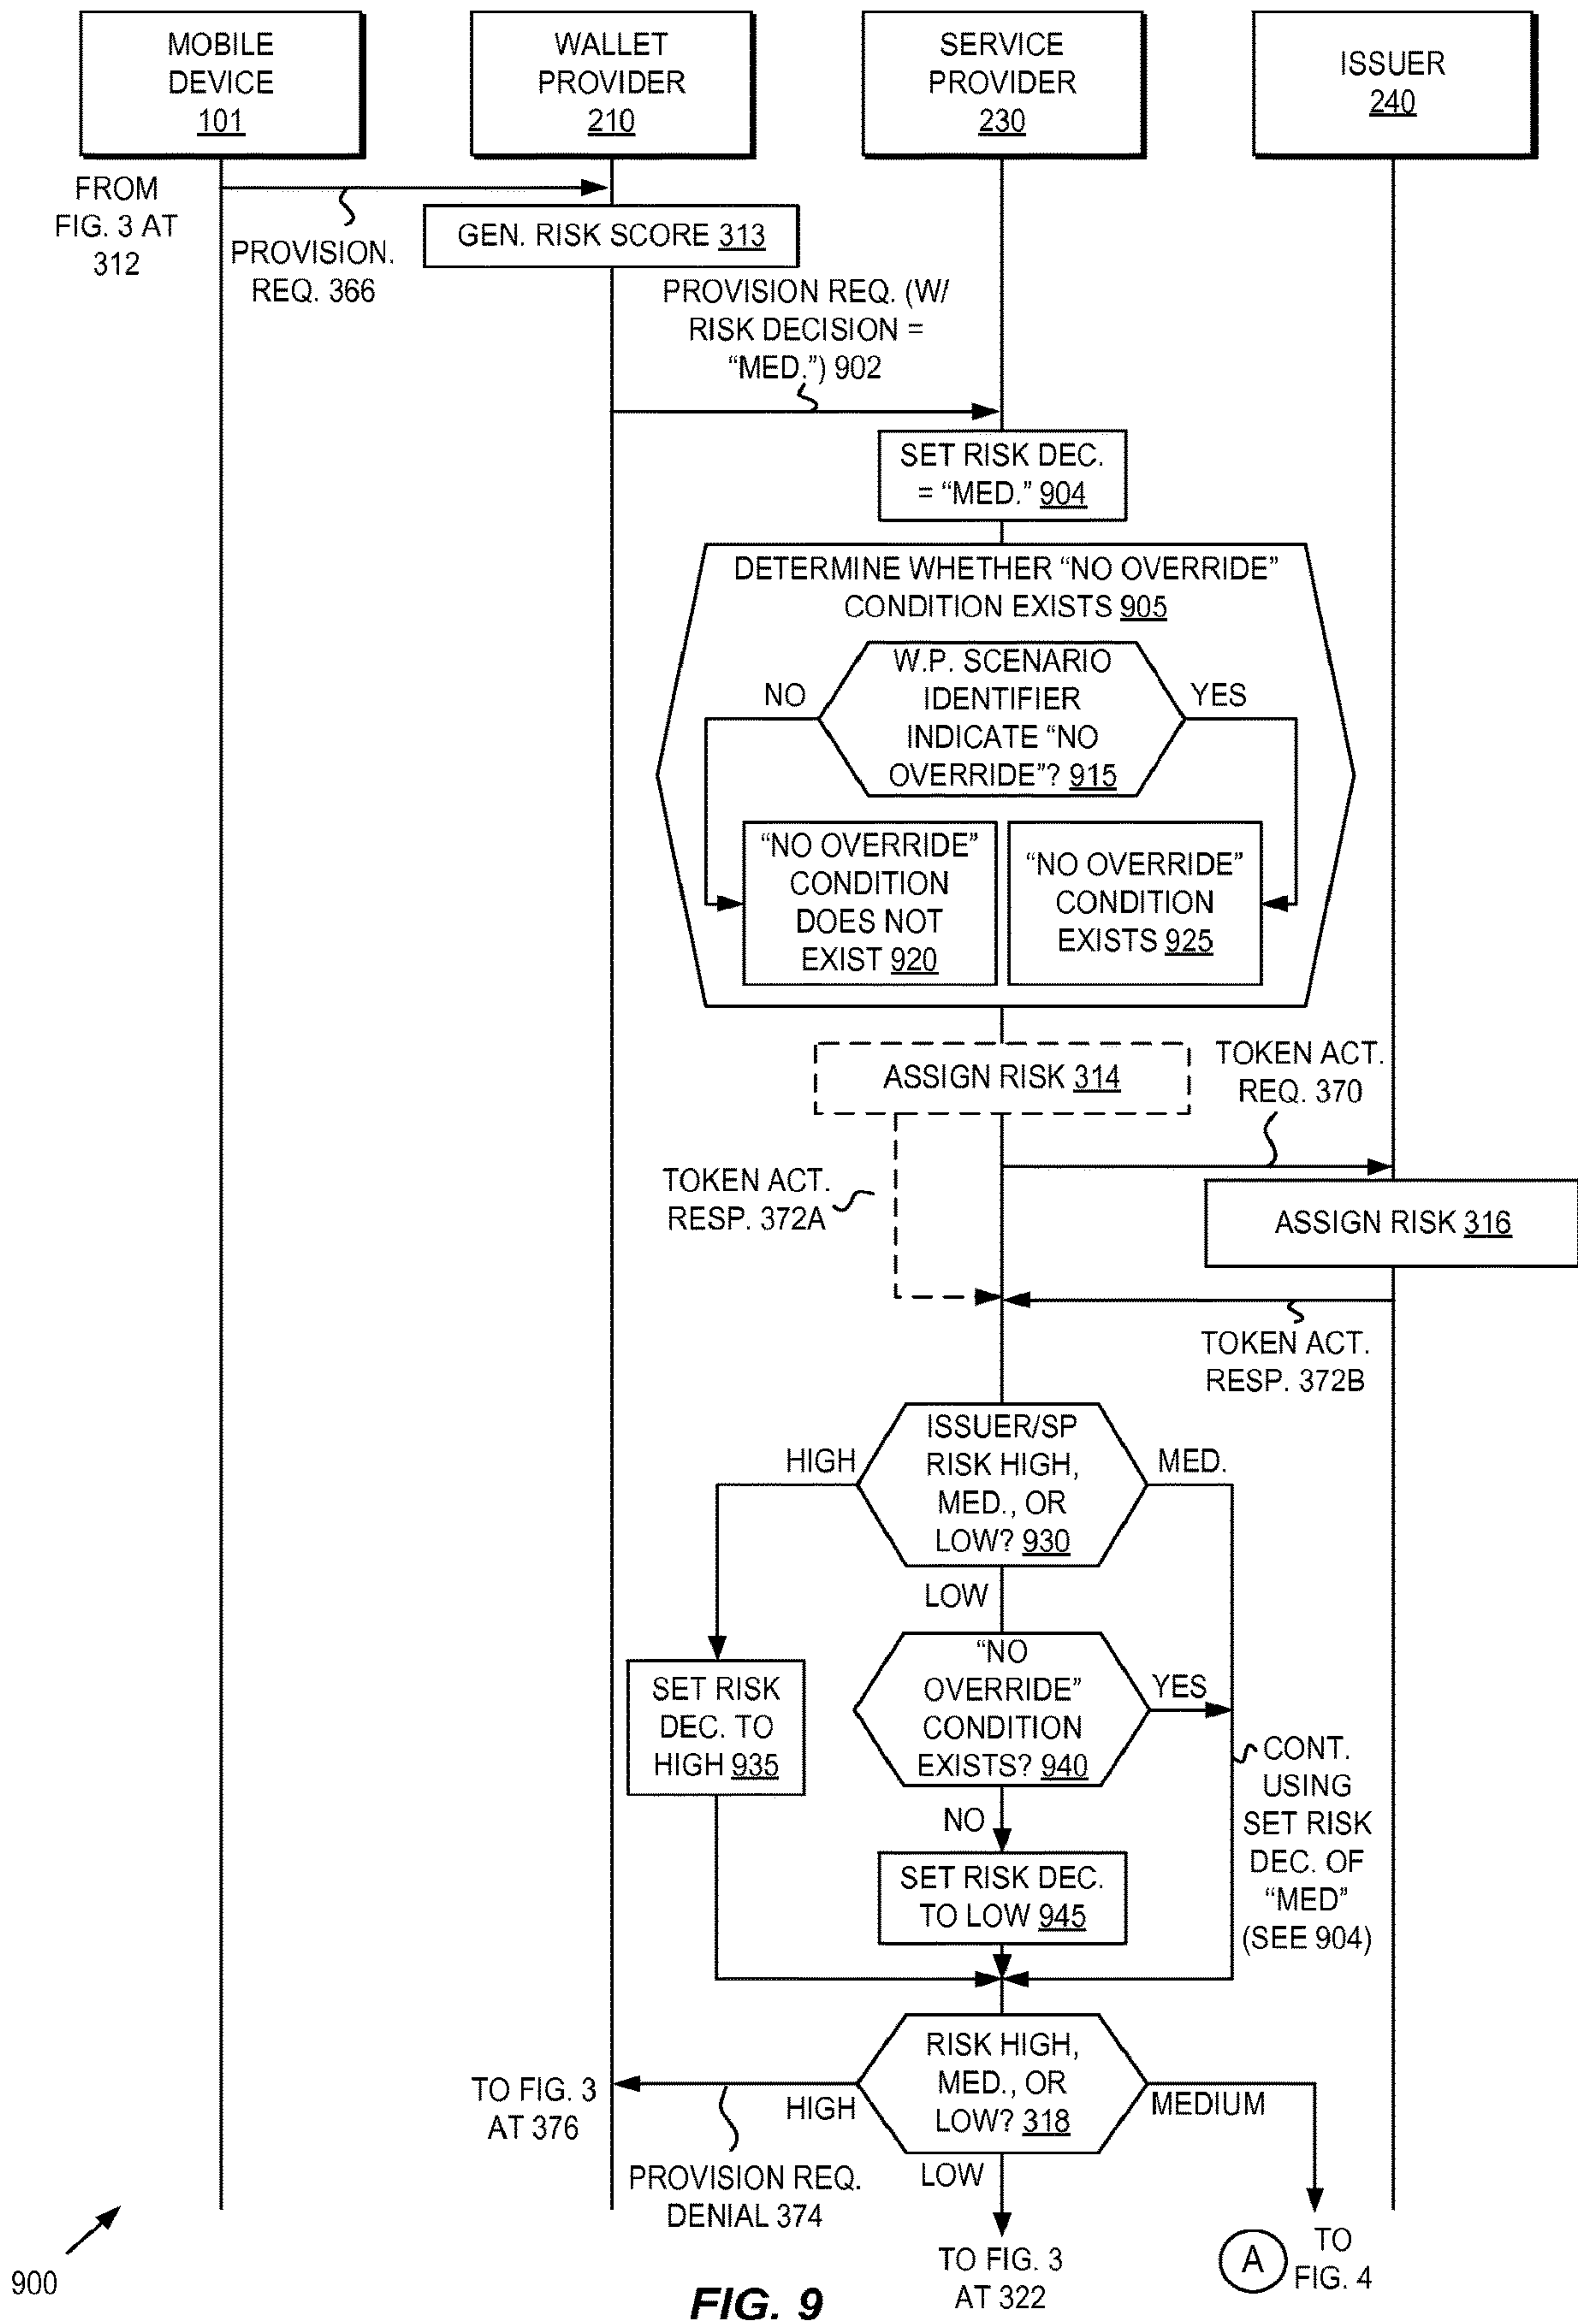 MOBILE
DEVICE
101
WALLET
PROVIDER
210
SERVICE
PROVIDER
230
ISSUER
240
FROM
FIG. 3 AT
312
PROVISION.
REQ. 366
GEN. RISK SCORE 313
PROVISION REQ. (W/
RISK DECISION =
“MED.”) 902
SET RISK DEC.
= “MED.” 904
DETERMINE WHETHER “NO OVERRIDE”
CONDITION EXISTS 905
W.P. SCENARIO
IDENTIFIER
INDICATE “NO
OVERRIDE”? 915
NO
YES
“NO OVERRIDE”
CONDITION
DOES NOT
EXIST 920
“NO OVERRIDE”
CONDITION
EXISTS 925
ASSIGN RISK 314
TOKEN ACT.
REQ. 370
TOKEN ACT.
RESP. 372A
ASSIGN RISK 316
TOKEN ACT.
RESP. 372B
ISSUER/SP
RISK HIGH,
MED., OR
LOW? 930
HIGH
MED.
LOW
“NO
OVERRIDE”
CONDITION
EXISTS? 940
YES
SET RISK
DEC. TO
HIGH 935
CONT.
USING
SET RISK
DEC. OF
“MED”
(SEE 904)
NO
SET RISK DEC.
TO LOW 945
RISK HIGH,
MED., OR
LOW? 318
TO FIG. 3
AT 376
HIGH
MEDIUM
PROVISION REQ.
DENIAL 374
LOW
TO FIG. 3
AT 322
A
TO
FIG. 4
900
FIG. 9